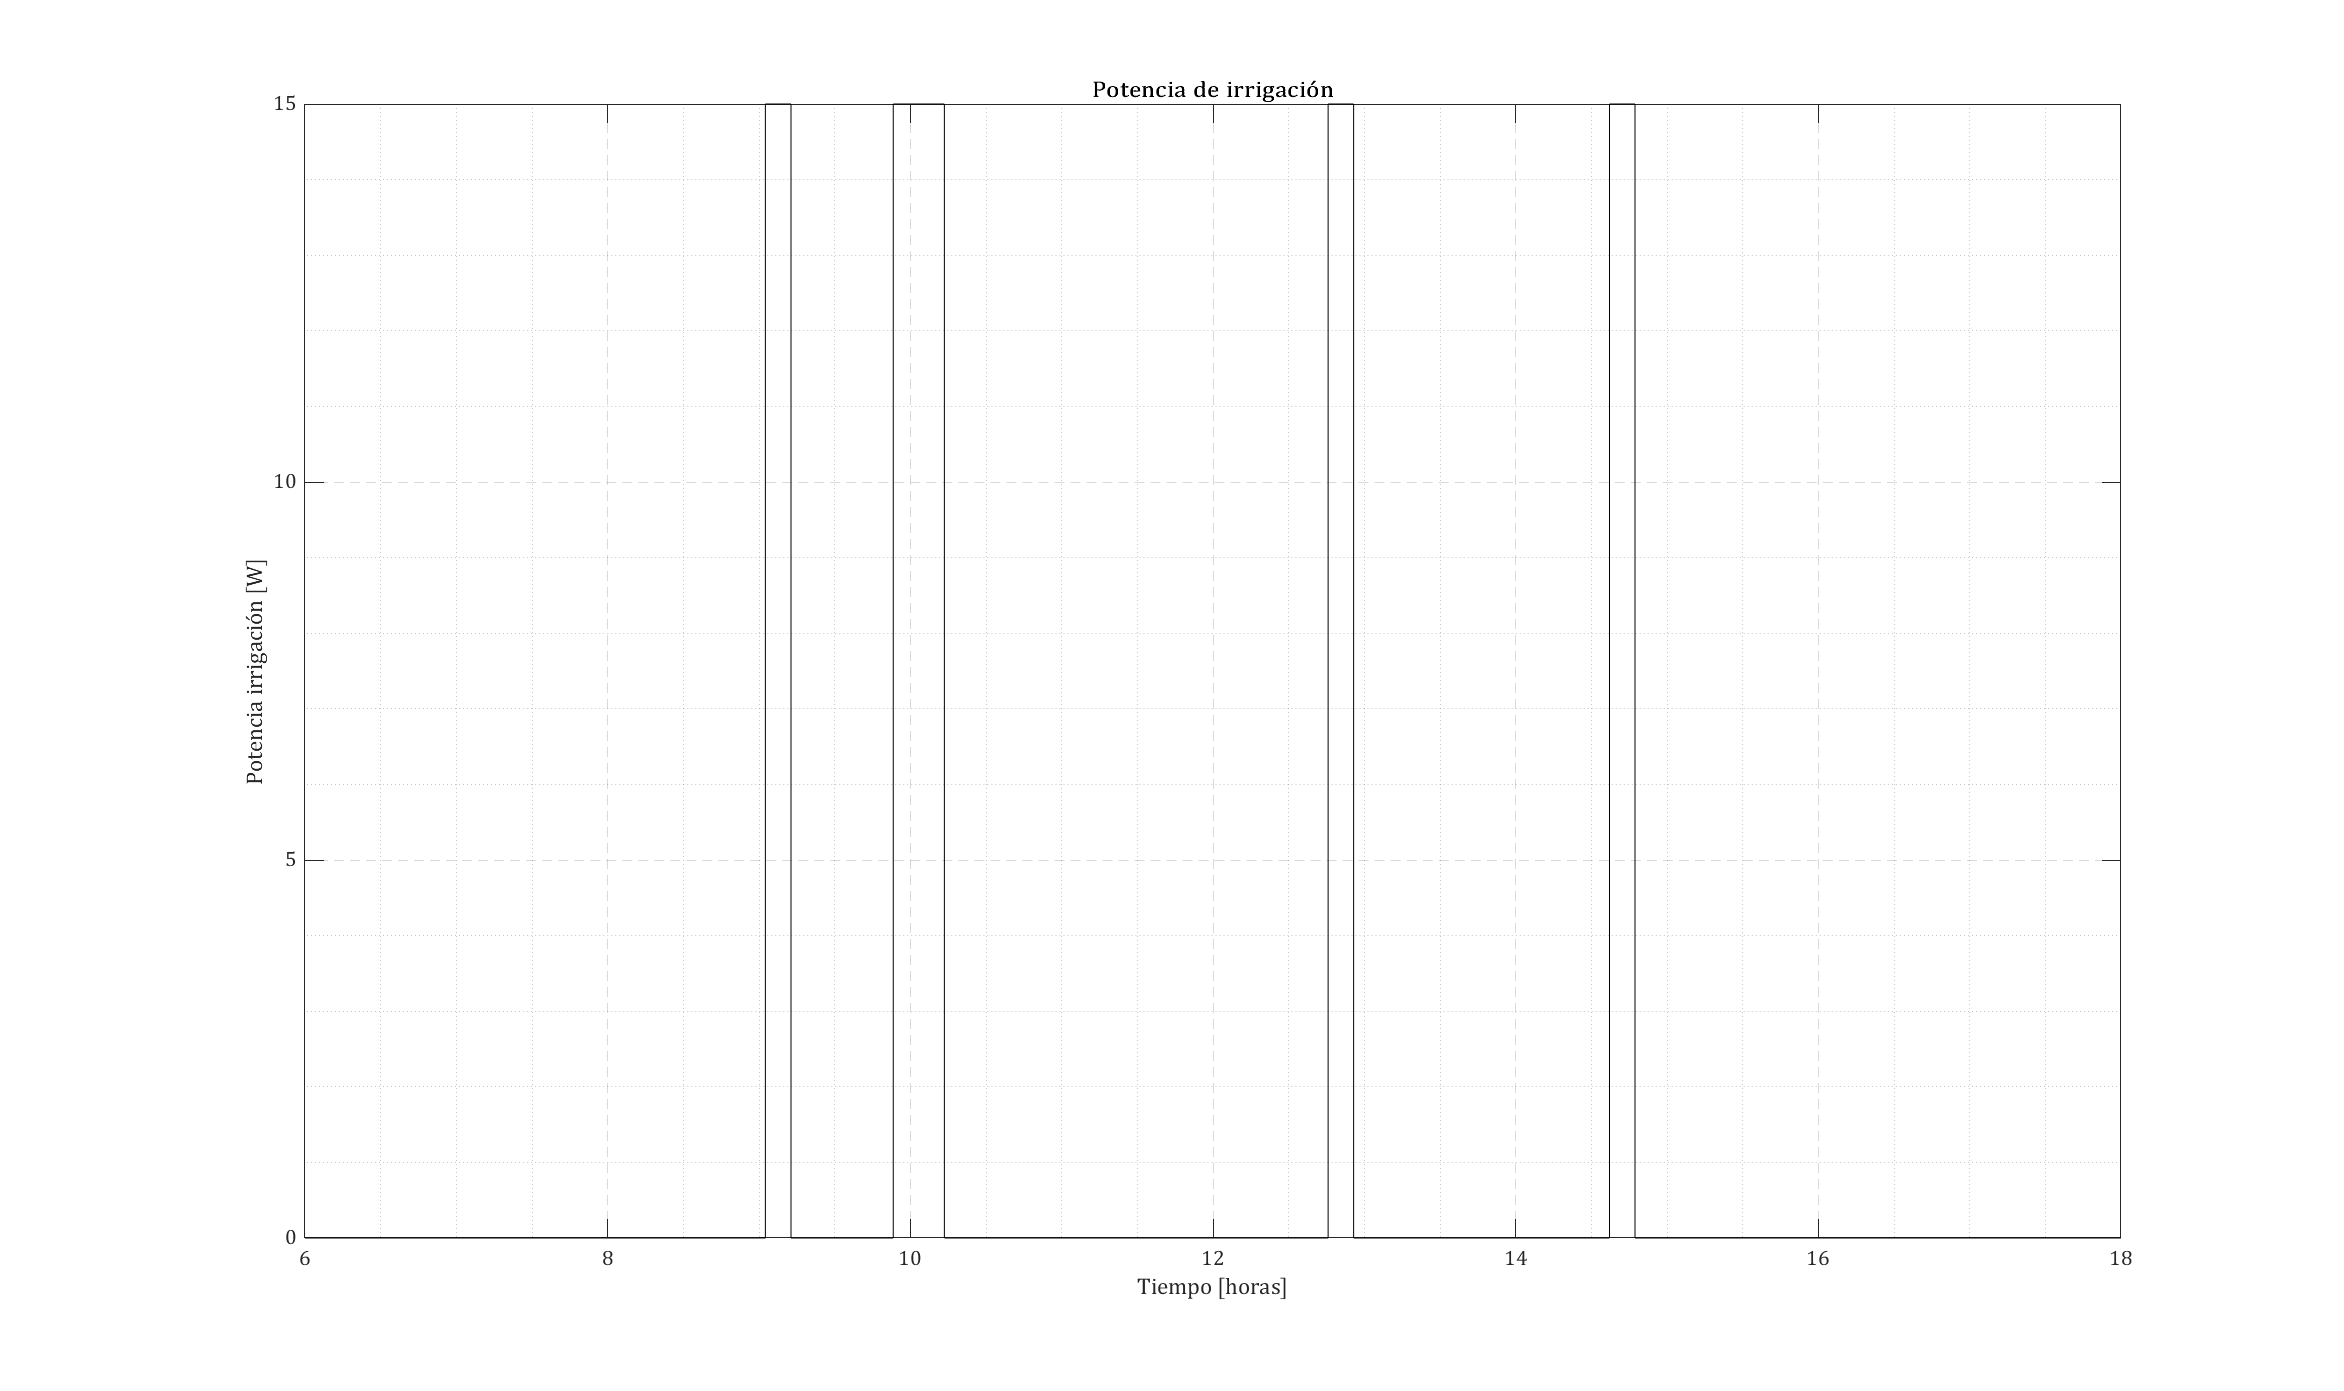 Potencia de irrigación
15
10
5
0
Potencia irrigación [W]
6 8 10 12 14 16 18
Tiempo [horas]